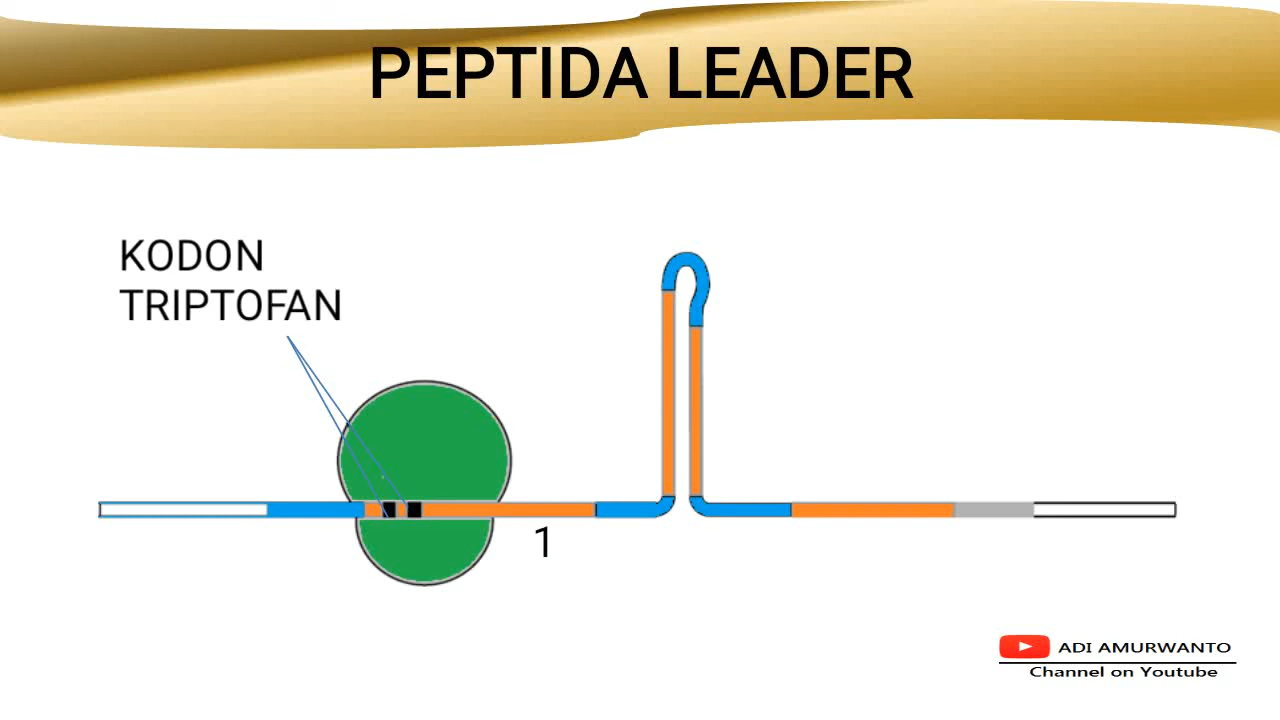 PEPTIDA LEADER
KODON
TRIPTOFAN
1
ADI AMURWANTO
Channel on Youtube